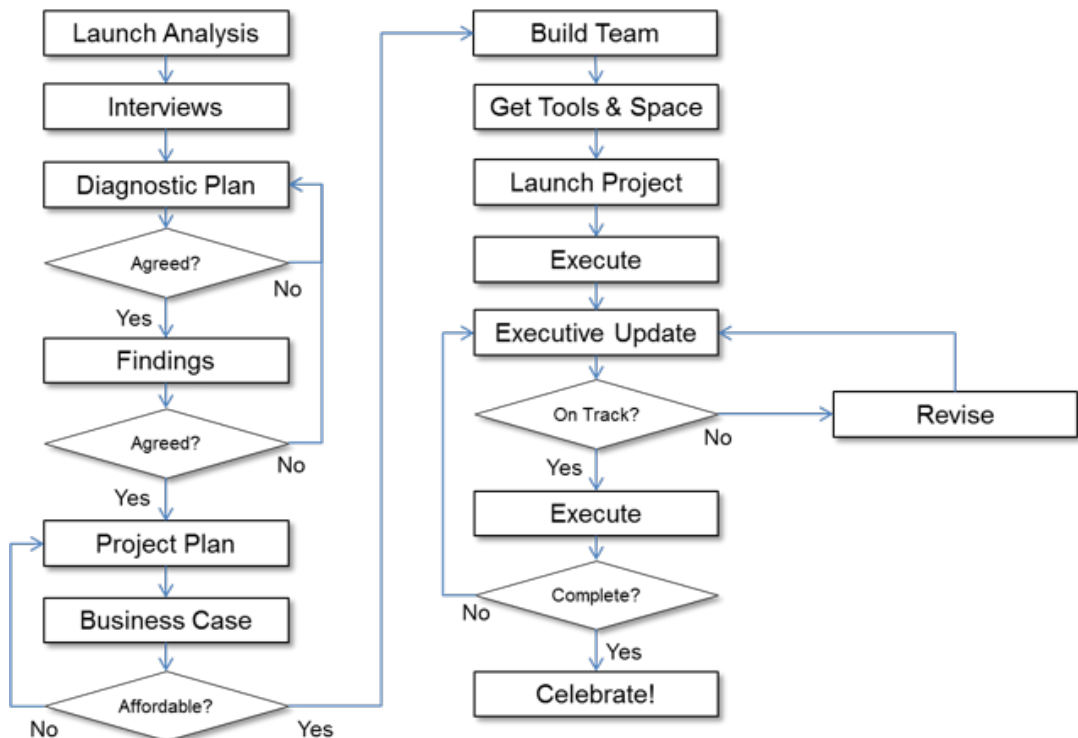 Launch Analysis
Interviews
Diagnostic Plan
Agreed?
No
Yes
Findings
Agreed?
No
Yes
Project Plan
Business Case
Affordable?
No
Yes
Build Team
Get Tools & Space
Launch Project
Execute
Executive Update
On Track?
No
Revise
Yes
Execute
Complete?
No
Yes
Celebrate!